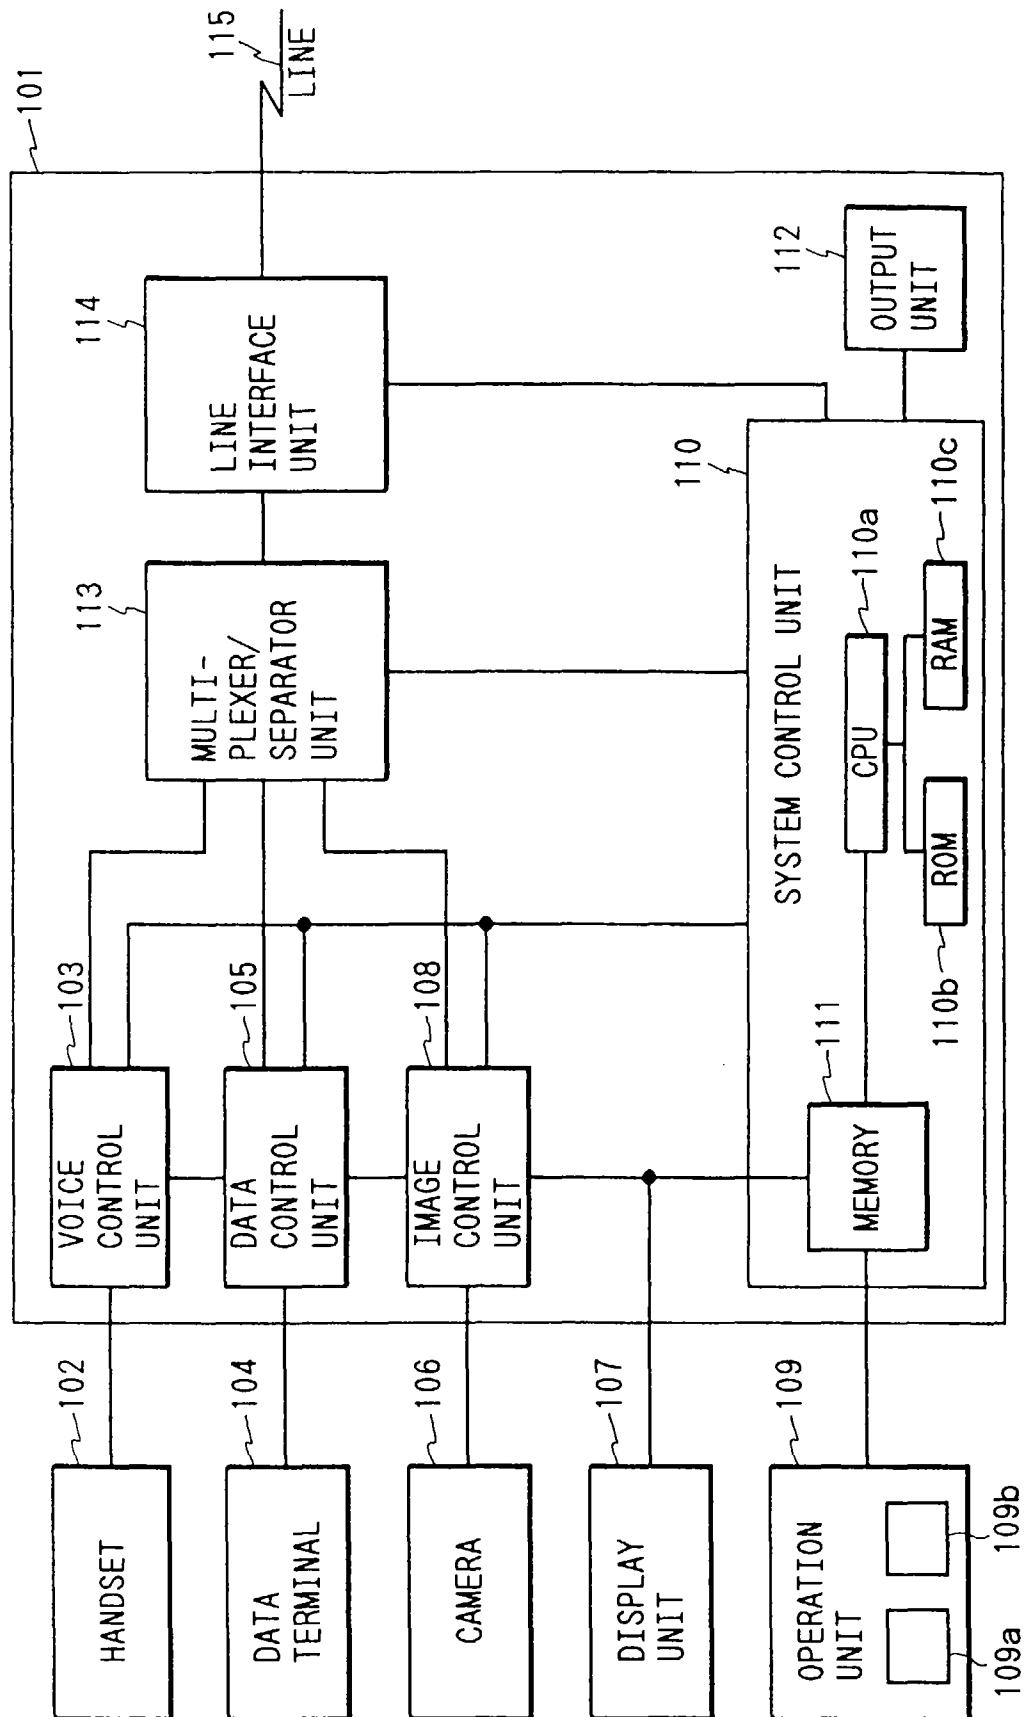 101
115
LINE
102
HANDSET
103
VOICE
CONTROL
UNIT
104
DATA
TERMINAL
105
DATA
CONTROL
UNIT
106
CAMERA
108
IMAGE
CONTROL
UNIT
107
DISPLAY
UNIT
109
OPERATION
UNIT
109a
109b
113
MULTI-
PLEXER/
SEPARATOR
UNIT
114
LINE
INTERFACE
UNIT
110
SYSTEM CONTROL UNIT
111
MEMORY
110a
CPU
110b
ROM
110c
RAM
112
OUTPUT
UNIT